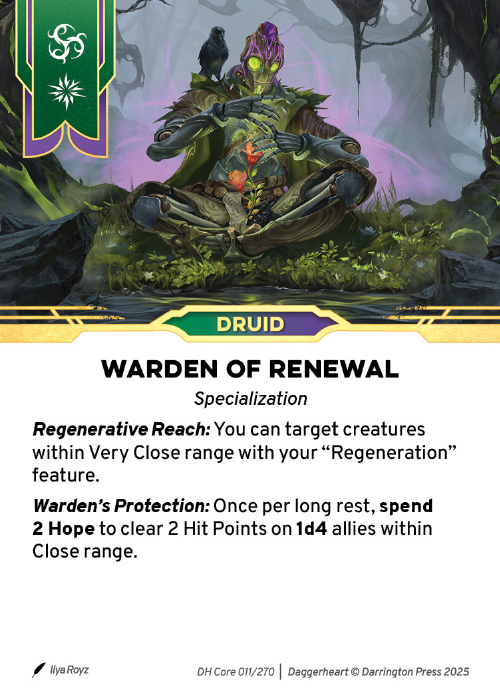 DRUID
WARDEN OF RENEWAL
Specialization
Regenerative Reach: You can target creatures
within Very Close range with your “Regeneration”
feature.
Warden’s Protection: Once per long rest, spend
2 Hope to clear 2 Hit Points on 1d4 allies within
Close range.
Ilya Royz
DH Core 011/270 | Daggerheart © Darrington Press 2025